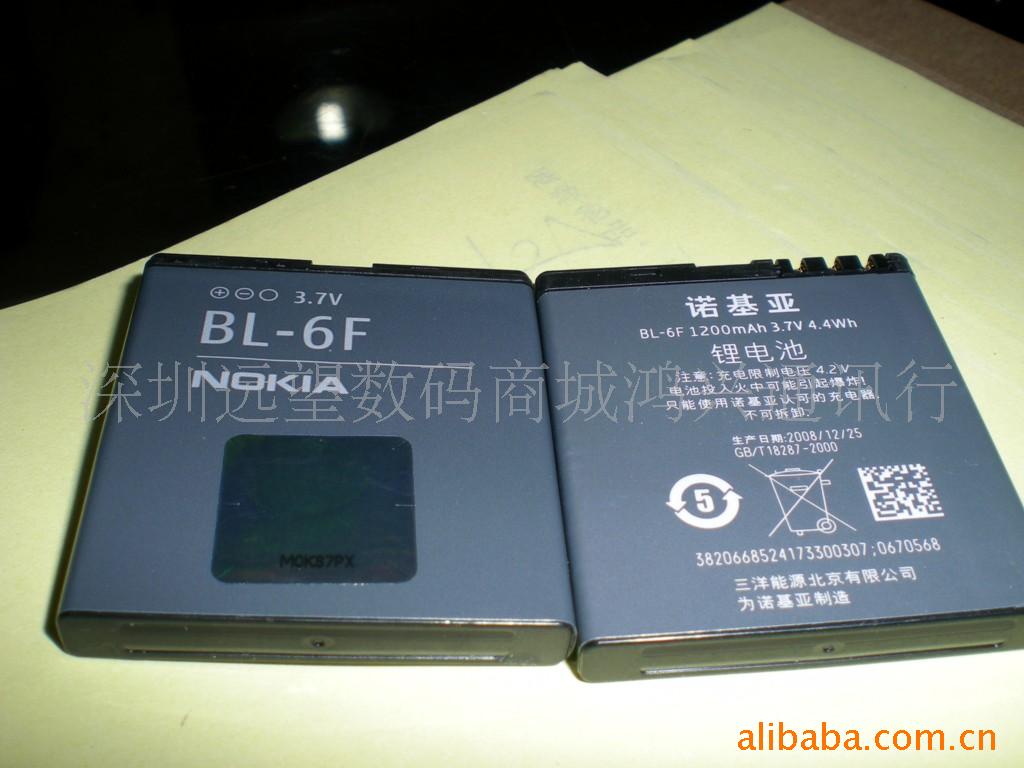 3.7V
BL-6F
NOKIA
M0K87PX
诺基亚
BL-6F 1200mAh 3.7V 4.4Wh
锂电池
注意:充电限制电压 4.2V
电池投入火中可能引起爆炸!
只能使用诺基亚认可的充电器.
不可拆卸.
生产日期:2008/12/25
GB/T18287-2000
5
3820668524173300307;0670568
三洋能源北京有限公司
为诺基亚制造
深圳远望数码商城鸿 通讯行
alibaba.com.cn